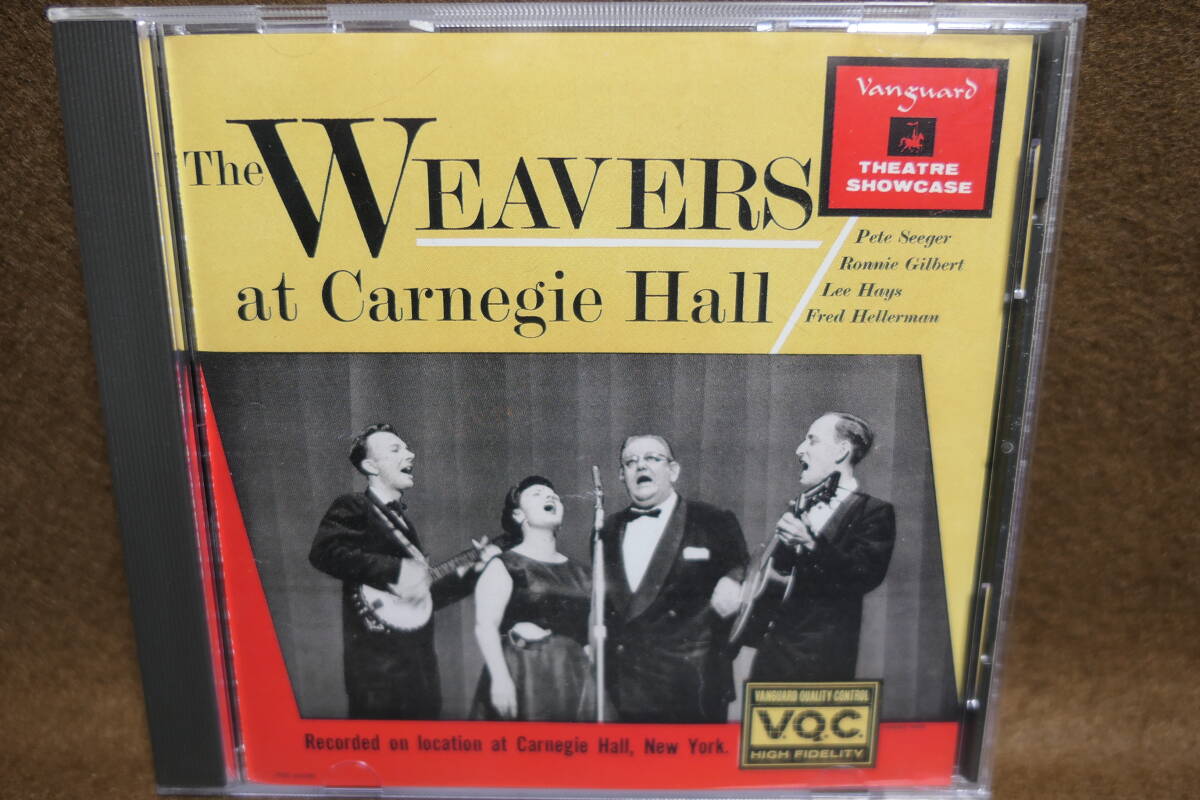 The WEAVERS
at Carnegie Hall
Vanguard
THEATRE
SHOWCASE
Pete Seeger
Ronnie Gilbert
Lee Hays
Fred Hellerman
Recorded on location at Carnegie Hall, New York.
VANGUARD QUALITY CONTROL
V.Q.C.
HIGH FIDELITY